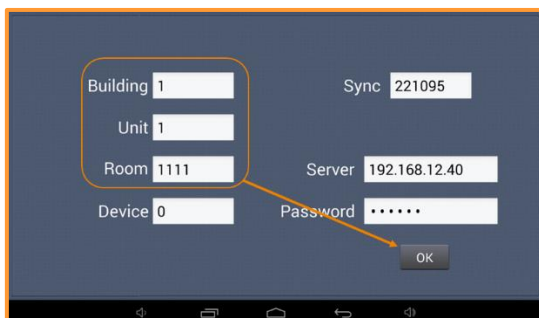 Building 1 Sync 221095
Unit 1
Room 1111 Server 192.168.12.40
Device 0 Password ••••••
OK